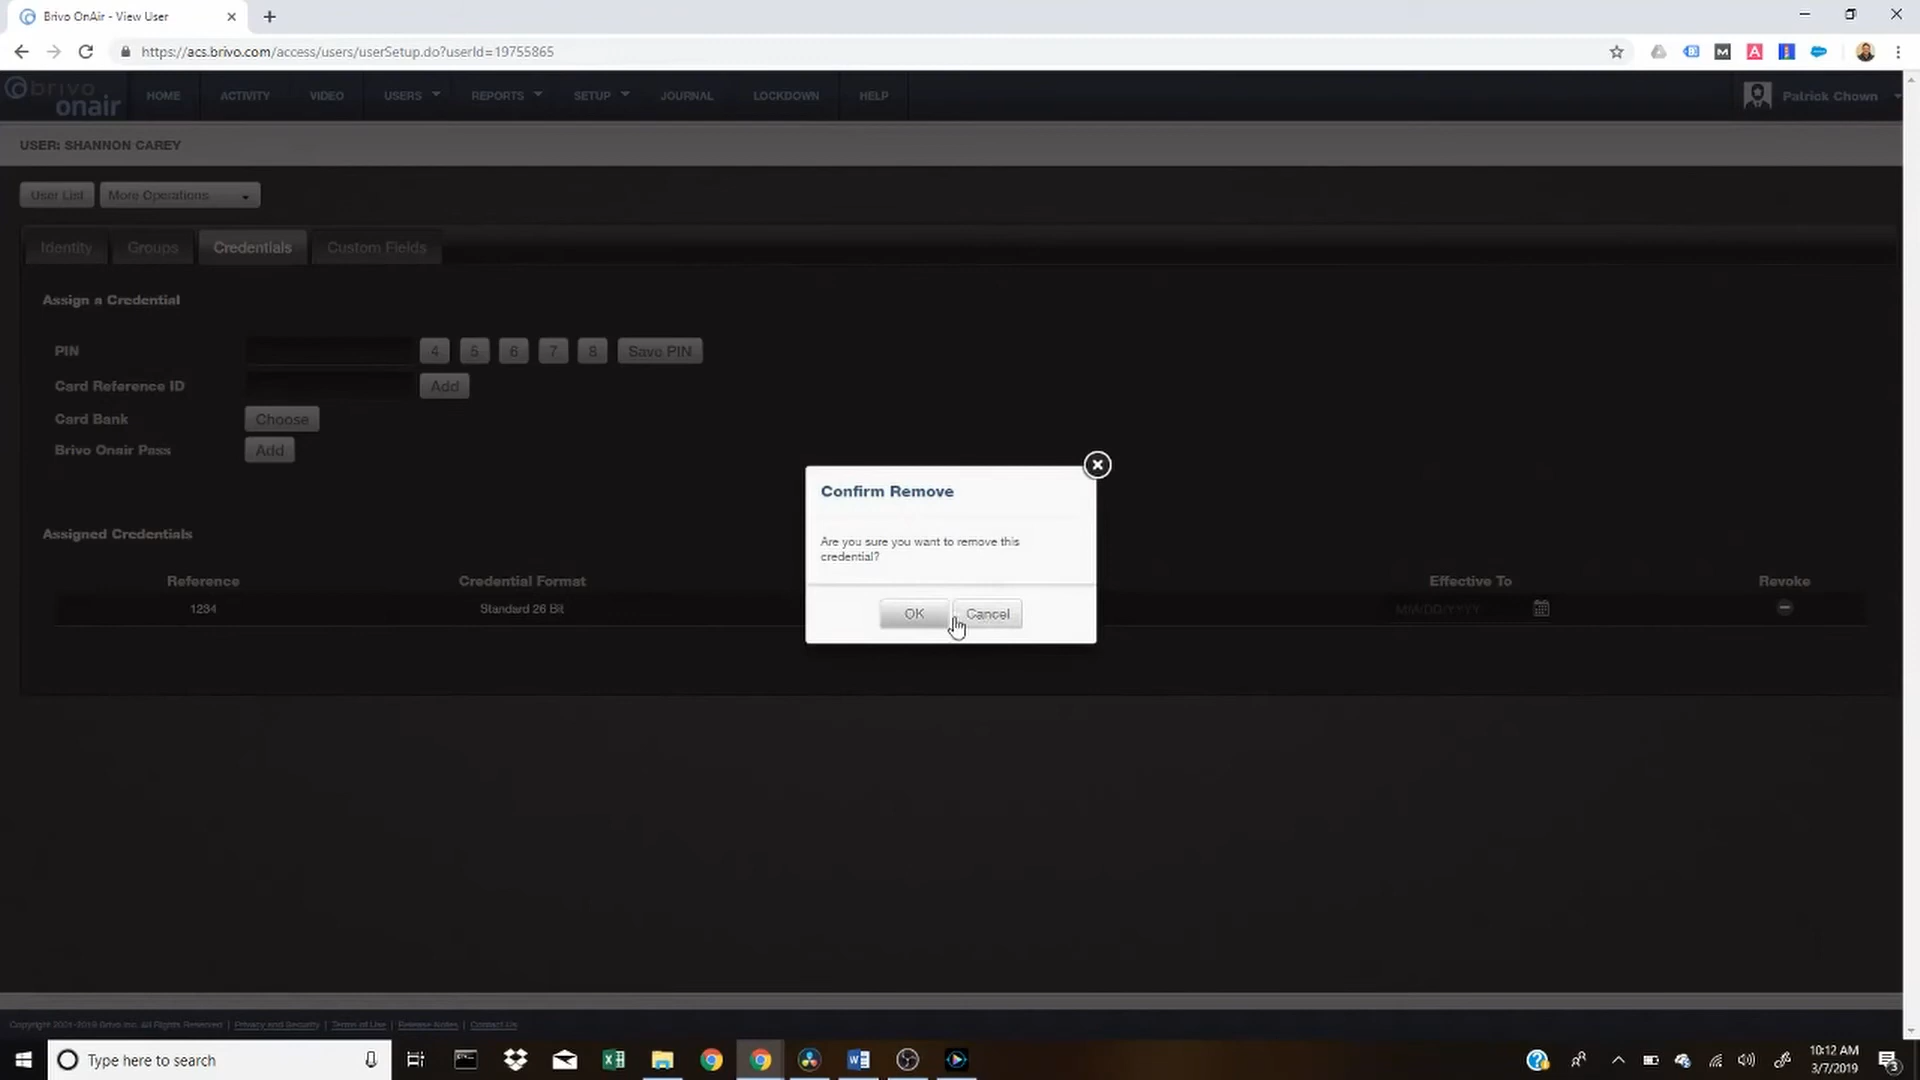 Brivo OnAir - View User
https://acs.brivo.com/access/users/userSetup.do?userId=19755865
brivo
onair
HOME
ACTIVITY
VIDEO
USERS
REPORTS
SETUP
JOURNAL
LOCKDOWN
HELP
Patrick Chown
USER: SHANNON CAREY
User List
More Operations
Identity
Groups
Credentials
Custom Fields
Assign a Credential
PIN
4
5
6
7
8
Save PIN
Card Reference ID
Add
Card Bank
Choose
Brivo Onair Pass
Add
Confirm Remove
Are you sure you want to remove this
credential?
OK
Cancel
Assigned Credentials
Reference
Credential Format
Effective To
Revoke
1234
Standard 26 Bit
MM/DD/YYYY
Copyright 2001-2019 Brivo Inc. All Rights Reserved | Privacy and Security | Terms of Use | Release Notes | Contact Us
Type here to search
10:12 AM
3/7/2019
3